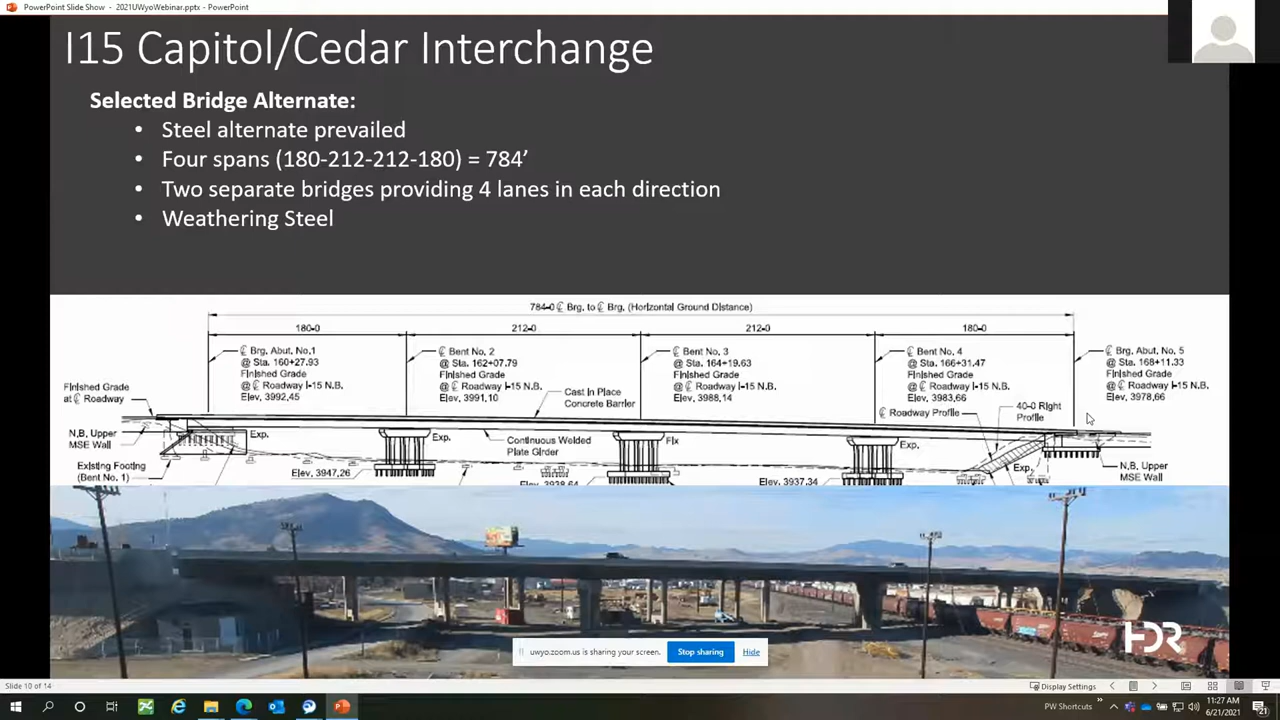 PowerPoint Slide Show - 2021UWyoWebinar.pptx - PowerPoint
I15 Capitol/Cedar Interchange
Selected Bridge Alternate:
• Steel alternate prevailed
• Four spans (180-212-212-180) = 784’
• Two separate bridges providing 4 lanes in each direction
• Weathering Steel
784-0 ℄ Brg. to ℄ Brg. (Horizontal Ground Distance)
180-0
212-0
212-0
180-0
℄ Brg. Abut. No.1
@ Sta. 160+27.93
Finished Grade
@ ℄ Roadway I-15 N.B.
Elev. 3992.45
℄ Bent No. 2
@ Sta. 162+07.79
Finished Grade
@ ℄ Roadway I-15 N.B.
Elev. 3991.10
℄ Bent No. 3
@ Sta. 164+19.63
Finished Grade
@ ℄ Roadway I-15 N.B.
Elev. 3988.14
℄ Bent No. 4
@ Sta. 166+31.47
Finished Grade
@ ℄ Roadway I-15 N.B.
Elev. 3983.66
℄ Brg. Abut. No. 5
@ Sta. 168+11.33
Finished Grade
@ ℄ Roadway I-15 N.B.
Elev. 3978.66
Finished Grade
at ℄ Roadway
Cast In Place
Concrete Barrier
℄ Roadway Profile
40-0 Right
Profile
N.B. Upper
MSE Wall
Exp.
Exp.
Continuous Welded
Plate Girder
Fix
Exp.
Exp.
N.B. Upper
MSE Wall
Existing Footing
(Bent No. 1)
Elev. 3947.26
Elev. 3937.34
HDR
uwyo.zoom.us is sharing your screen.
Stop sharing
Hide
Slide 10 of 14
Display Settings
PW Shortcuts
11:27 AM
6/21/2021
21